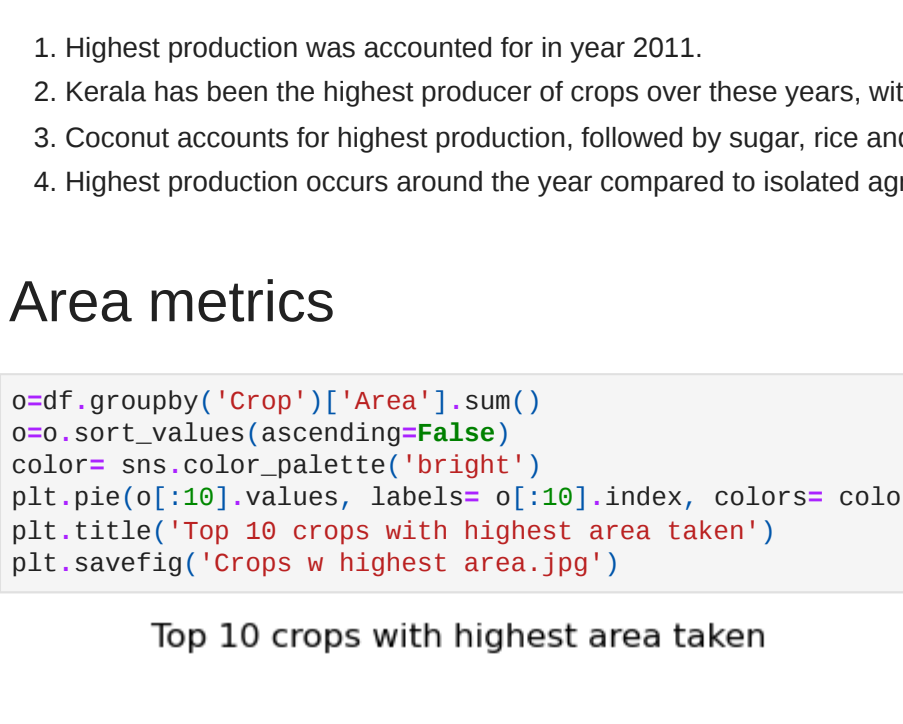 1. Highest production was accounted for in year 2011.
2. Kerala has been the highest producer of crops over these years, wit
3. Coconut accounts for highest production, followed by sugar, rice and
4. Highest production occurs around the year compared to isolated agr
Area metrics
o=df.groupby('Crop')['Area'].sum()
o=o.sort_values(ascending=False)
color= sns.color_palette('bright')
plt.pie(o[:10].values, labels= o[:10].index, colors= colo
plt.title('Top 10 crops with highest area taken')
plt.savefig('Crops w highest area.jpg')
Top 10 crops with highest area taken